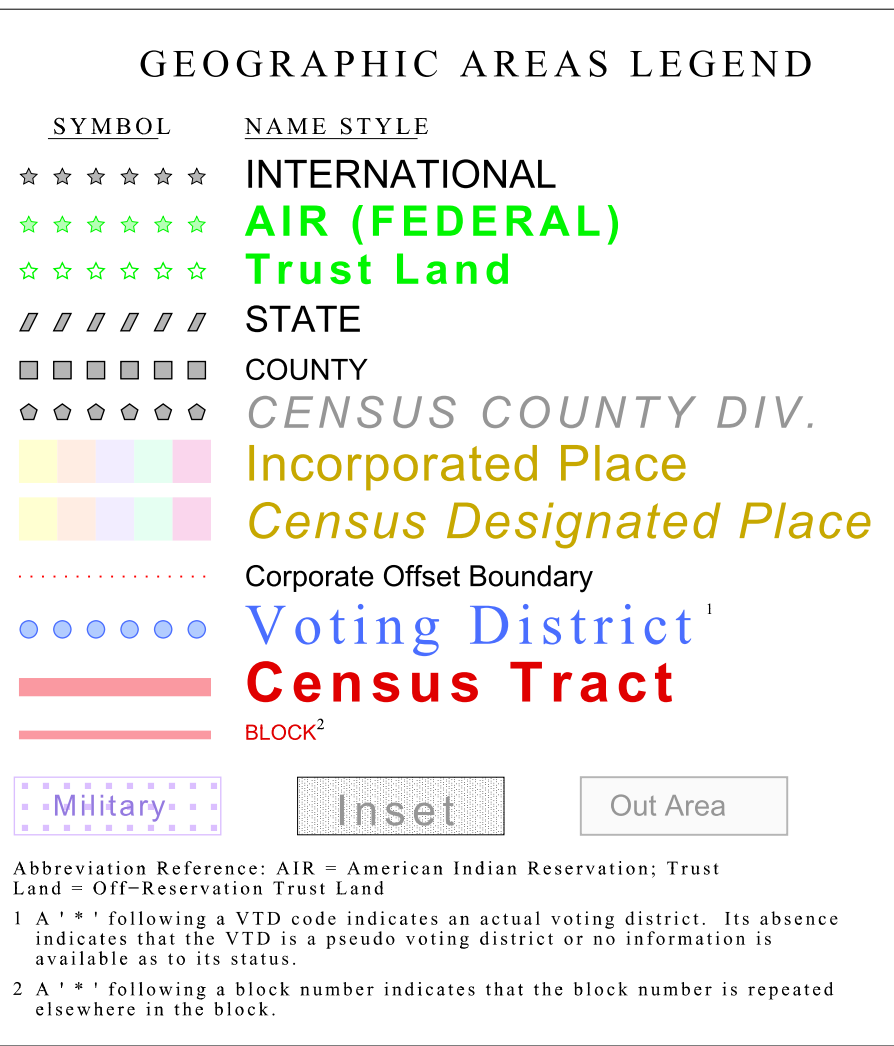 GEOGRAPHIC AREAS LEGEND
SYMBOL NAME STYLE
INTERNATIONAL
AIR (FEDERAL)
Trust Land
STATE
COUNTY
CENSUS COUNTY DIV.
Incorporated Place
Census Designated Place
Corporate Offset Boundary
Voting District 1
Census Tract
BLOCK2
Military Inset Out Area
Abbreviation Reference: AIR = American Indian Reservation; Trust
Land = Off−Reservation Trust Land
1 A ' * ' following a VTD code indicates an actual voting district. Its absence
indicates that the VTD is a pseudo voting district or no information is
available as to its status.
2 A ' * ' following a block number indicates that the block number is repeated
elsewhere in the block.